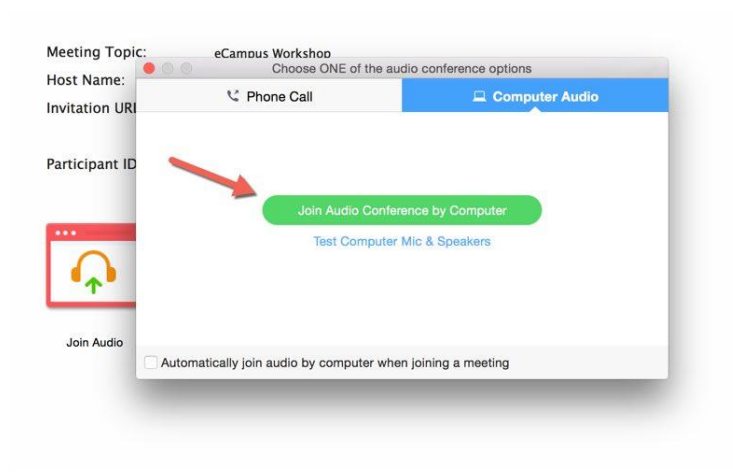 Meeting Topic: eCampus Workshop
Choose ONE of the audio conference options
Host Name:
Phone Call
Computer Audio
Invitation URL
Participant ID
Join Audio Conference by Computer
Test Computer Mic & Speakers
Join Audio
Automatically join audio by computer when joining a meeting